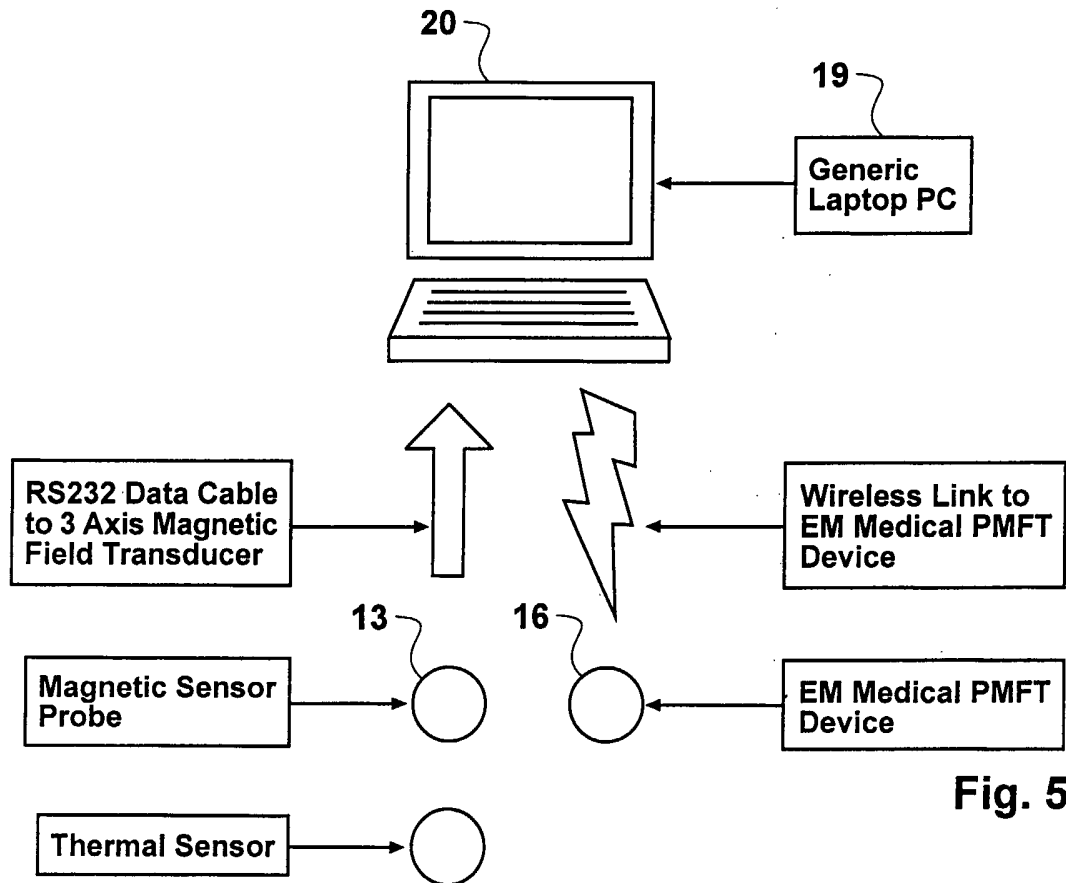 20
19
Generic
Laptop PC
RS232 Data Cable
to 3 Axis Magnetic
Field Transducer
Wireless Link to
EM Medical PMFT
Device
13
16
Magnetic Sensor
Probe
EM Medical PMFT
Device
Fig. 5
Thermal Sensor